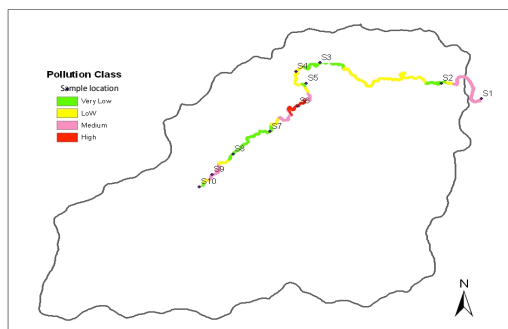 Pollution Class
Sample location
Very Low
LoW
Medium
High
S3
S4
S5
S2
S1
S6
S7
S8
S9
S10
N